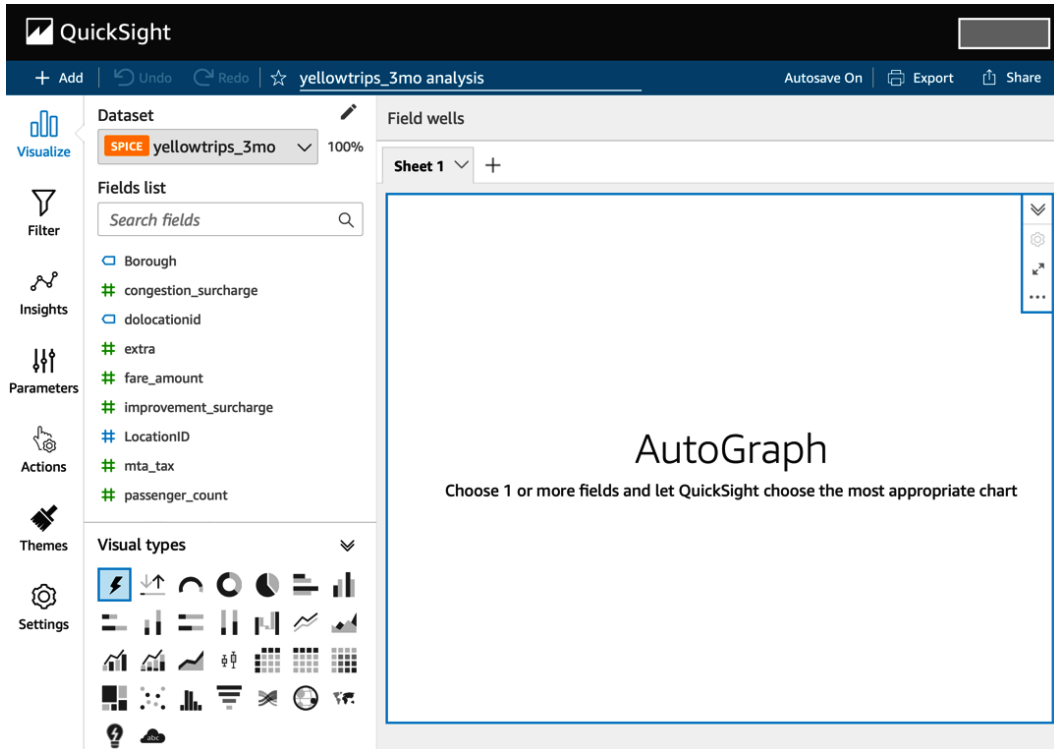 QuickSight
+ Add Undo Redo yellowtrips_3mo analysis Autosave On Export Share
Visualize
Filter
Insights
Parameters
Actions
Themes
Settings
Dataset
SPICE yellowtrips_3mo 100%
Fields list
Search fields
Borough
# congestion_surcharge
dolocationid
# extra
# fare_amount
# improvement_surcharge
# LocationID
# mta_tax
# passenger_count
Visual types
abc
Field wells
Sheet 1 +
AutoGraph
Choose 1 or more fields and let QuickSight choose the most appropriate chart